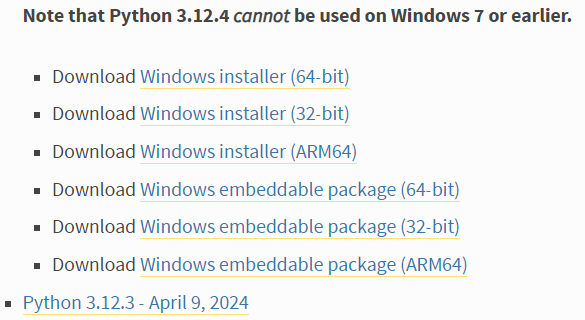 Note that Python 3.12.4 cannot be used on Windows 7 or earlier.
Download Windows installer (64-bit)
Download Windows installer (32-bit)
Download Windows installer (ARM64)
Download Windows embeddable package (64-bit)
Download Windows embeddable package (32-bit)
Download Windows embeddable package (ARM64)
Python 3.12.3 - April 9, 2024